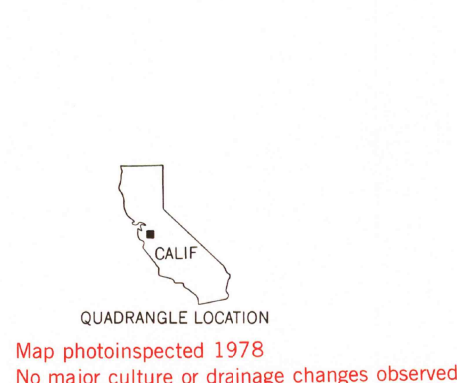 CALIF
QUADRANGLE LOCATION
Map photoinspected 1978
No major culture or drainage changes observed